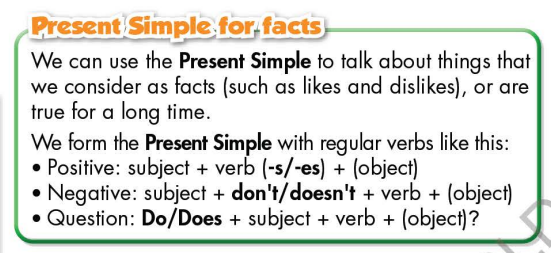 Present Simple for facts
We can use the Present Simple to talk about things that
we consider as facts (such as likes and dislikes), or are
true for a long time.
We form the Present Simple with regular verbs like this:
• Positive: subject + verb (-s/-es) + (object)
• Negative: subject + don't/doesn't + verb + (object)
• Question: Do/Does + subject + verb + (object)?